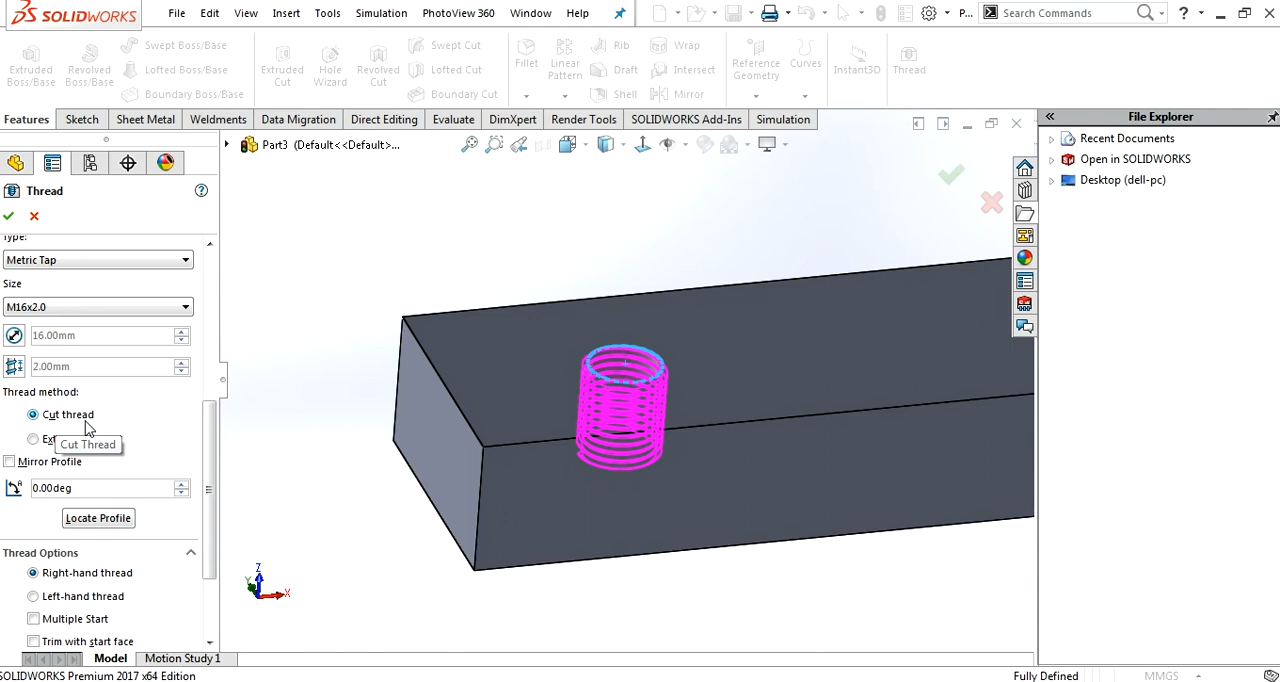 SOLIDWORKS
File Edit View Insert Tools Simulation PhotoView 360 Window Help
P...
Search Commands
?
Extruded Boss/Base
Revolved Boss/Base
Swept Boss/Base
Lofted Boss/Base
Boundary Boss/Base
Extruded Cut
Hole Wizard
Revolved Cut
Swept Cut
Lofted Cut
Boundary Cut
Fillet
Linear Pattern
Rib
Draft
Shell
Wrap
Intersect
Mirror
Reference Geometry
Curves
Instant3D
Thread
Features Sketch Sheet Metal Weldments Data Migration Direct Editing Evaluate DimXpert Render Tools SOLIDWORKS Add-Ins Simulation
Part3 (Default<<Default>...
Thread
?
Type:
Metric Tap
Size
M16x2.0
16.00mm
2.00mm
Thread method:
Cut thread
Ext
Cut Thread
Mirror Profile
0.00deg
Locate Profile
Thread Options
Right-hand thread
Left-hand thread
Multiple Start
Trim with start face
Z
Y
X
File Explorer
Recent Documents
Open in SOLIDWORKS
Desktop (dell-pc)
Model Motion Study 1
SOLIDWORKS Premium 2017 x64 Edition
Fully Defined
MMGS